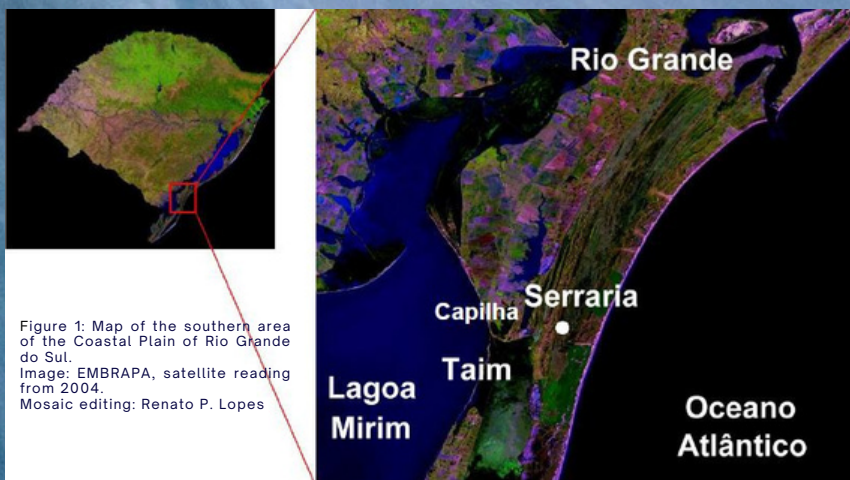 Rio Grande
Serraria
Capilha
Taim
Lagoa
Mirim
Oceano
Atlântico
Figure 1: Map of the southern area
of the Coastal Plain of Rio Grande
do Sul.
Image: EMBRAPA, satellite reading
from 2004.
Mosaic editing: Renato P. Lopes